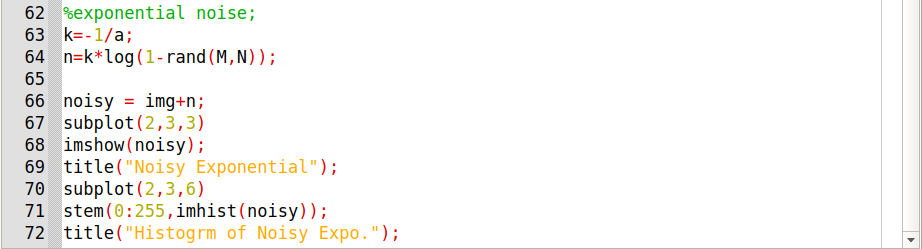 62 %exponential noise;
63 k=-1/a;
64 n=k*log(1-rand(M,N));
65
66 noisy = img+n;
67 subplot(2,3,3)
68 imshow(noisy);
69 title("Noisy Exponential");
70 subplot(2,3,6)
71 stem(0:255,imhist(noisy));
72 title("Histogrm of Noisy Expo.");